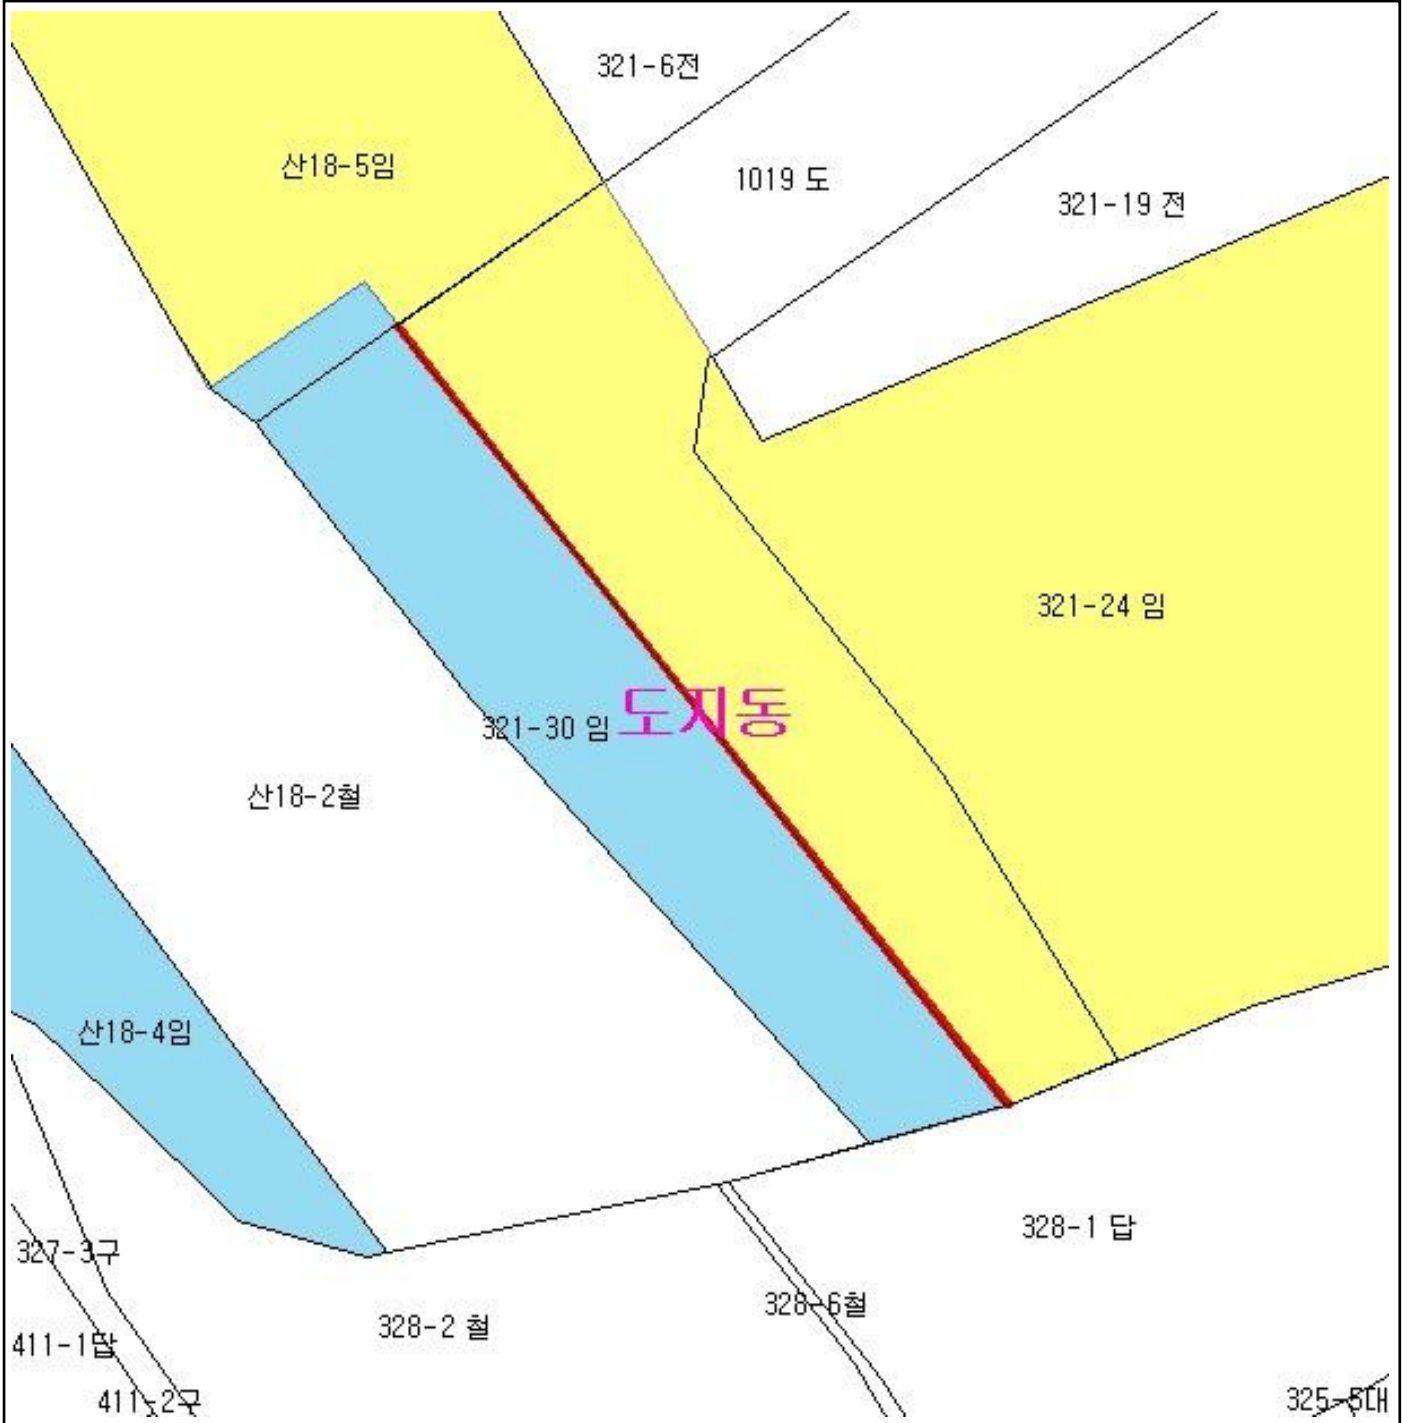 321-6전
산18-5임
1019 도
321-19 전
321-24 임
321-30 임
도지동
산18-2철
산18-4임
328-1 답
327-3구
328-6철
328-2 철
411-1답
411-2구
325-5대